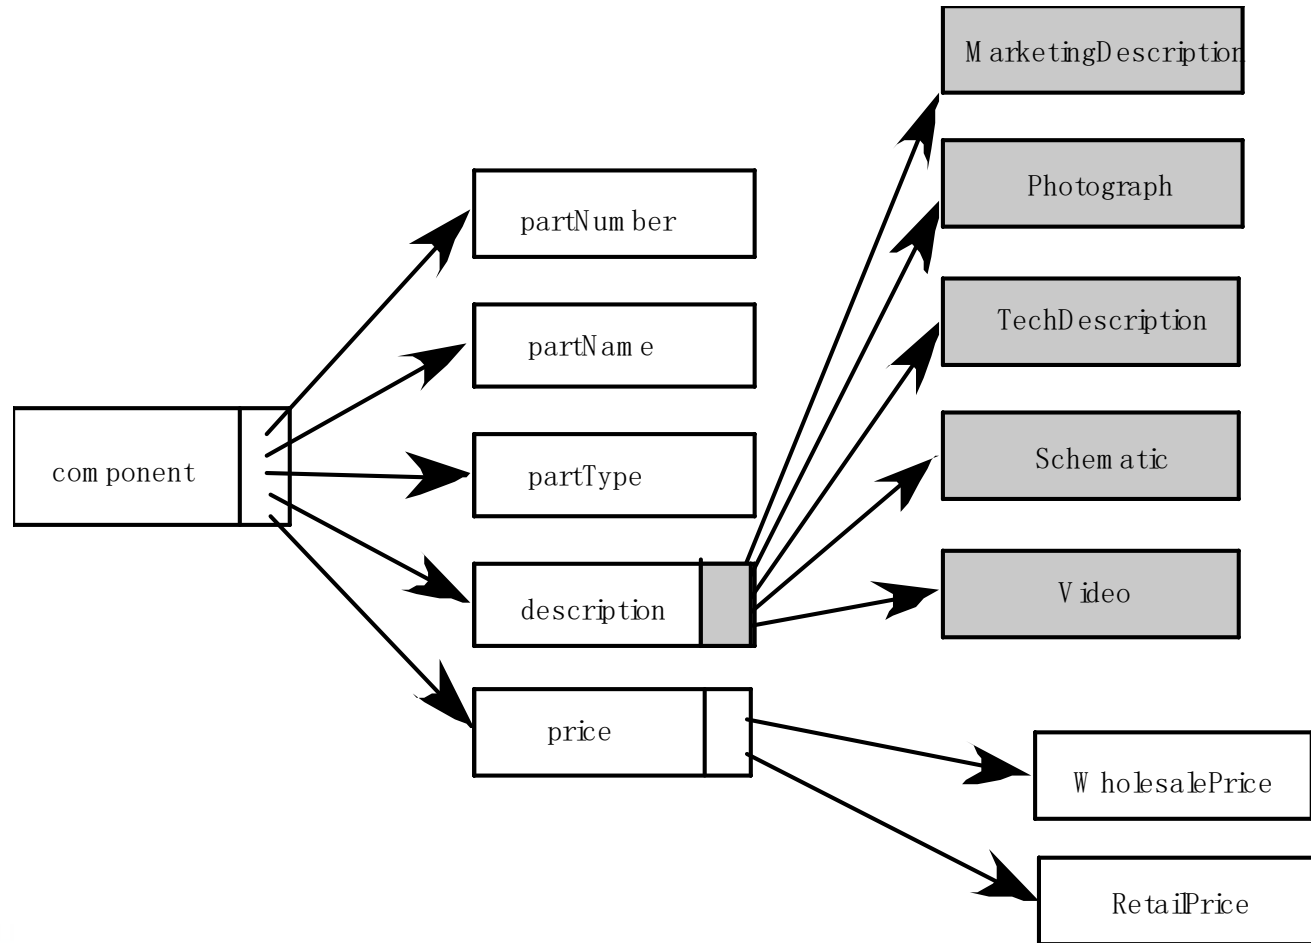 MarketingDescription
Photograph
partNumber
TechDescription
partName
component
partType
Schematic
description
Video
price
WholesalePrice
RetailPrice